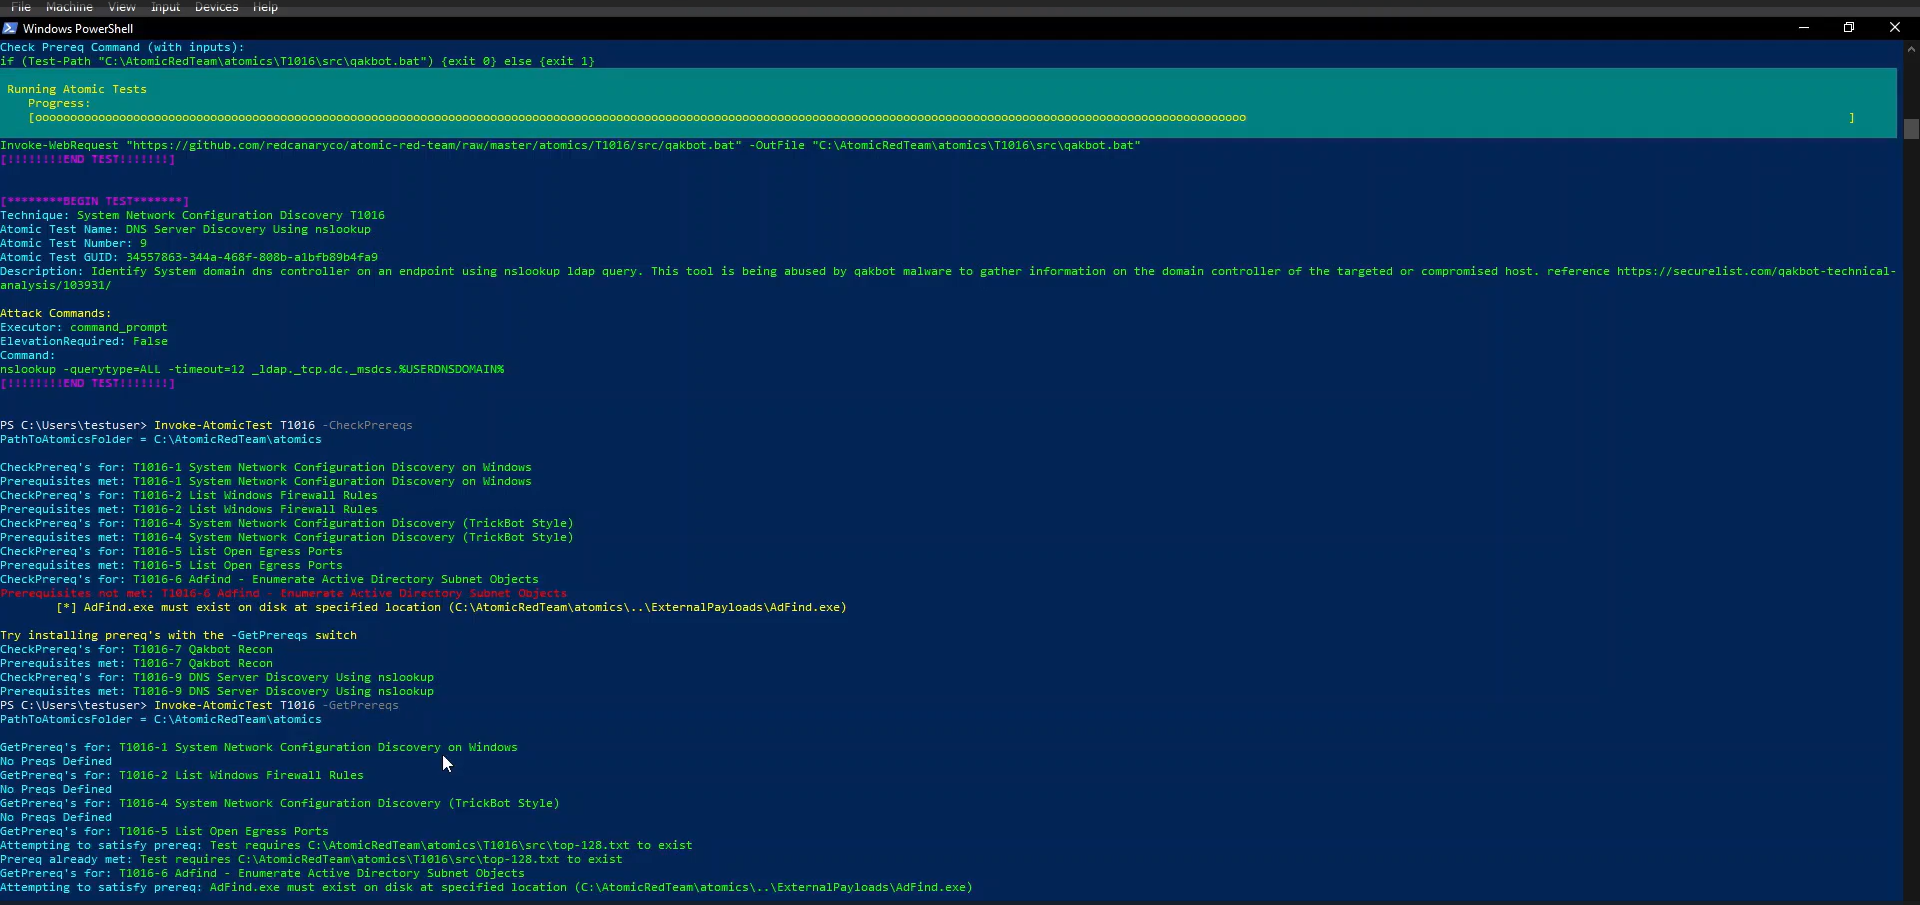 File Machine View Input Devices Help
Windows PowerShell
Check Prereq Command (with inputs):
if (Test-Path "C:\AtomicRedTeam\atomics\T1016\src\qakbot.bat") {exit 0} else {exit 1}
Running Atomic Tests
Progress:
[oooooooooooooooooooooooooooooooooooooooooooooooooooooooooooooooooooooooooooooooooooooooooooooooooooooooooooooooooooooooooooooooooooooooooooooooooooooooooooooooooooooooooooooo ]
Invoke-WebRequest "https://github.com/redcanaryco/atomic-red-team/raw/master/atomics/T1016/src/qakbot.bat" -OutFile "C:\AtomicRedTeam\atomics\T1016\src\qakbot.bat"
[!!!!!!!!END TEST!!!!!!!]
[********BEGIN TEST*******]
Technique: System Network Configuration Discovery T1016
Atomic Test Name: DNS Server Discovery Using nslookup
Atomic Test Number: 9
Atomic Test GUID: 34557863-344a-468f-808b-a1bfb89b4fa9
Description: Identify System domain dns controller on an endpoint using nslookup ldap query. This tool is being abused by qakbot malware to gather information on the domain controller of the targeted or compromised host. reference https://securelist.com/qakbot-technical-
analysis/103931/
Attack Commands:
Executor: command_prompt
ElevationRequired: False
Command:
nslookup -querytype=ALL -timeout=12 _ldap._tcp.dc._msdcs.%USERDNSDOMAIN%
[!!!!!!!!END TEST!!!!!!!]
PS C:\Users\testuser> Invoke-AtomicTest T1016 -CheckPrereqs
PathToAtomicsFolder = C:\AtomicRedTeam\atomics
CheckPrereq's for: T1016-1 System Network Configuration Discovery on Windows
Prerequisites met: T1016-1 System Network Configuration Discovery on Windows
CheckPrereq's for: T1016-2 List Windows Firewall Rules
Prerequisites met: T1016-2 List Windows Firewall Rules
CheckPrereq's for: T1016-4 System Network Configuration Discovery (TrickBot Style)
Prerequisites met: T1016-4 System Network Configuration Discovery (TrickBot Style)
CheckPrereq's for: T1016-5 List Open Egress Ports
Prerequisites met: T1016-5 List Open Egress Ports
CheckPrereq's for: T1016-6 Adfind - Enumerate Active Directory Subnet Objects
Prerequisites not met: T1016-6 Adfind - Enumerate Active Directory Subnet Objects
[*] AdFind.exe must exist on disk at specified location (C:\AtomicRedTeam\atomics\..\ExternalPayloads\AdFind.exe)
Try installing prereq's with the -GetPrereqs switch
CheckPrereq's for: T1016-7 Qakbot Recon
Prerequisites met: T1016-7 Qakbot Recon
CheckPrereq's for: T1016-9 DNS Server Discovery Using nslookup
Prerequisites met: T1016-9 DNS Server Discovery Using nslookup
PS C:\Users\testuser> Invoke-AtomicTest T1016 -GetPrereqs
PathToAtomicsFolder = C:\AtomicRedTeam\atomics
GetPrereq's for: T1016-1 System Network Configuration Discovery on Windows
No Preqs Defined
GetPrereq's for: T1016-2 List Windows Firewall Rules
No Preqs Defined
GetPrereq's for: T1016-4 System Network Configuration Discovery (TrickBot Style)
No Preqs Defined
GetPrereq's for: T1016-5 List Open Egress Ports
Attempting to satisfy prereq: Test requires C:\AtomicRedTeam\atomics\T1016\src\top-128.txt to exist
Prereq already met: Test requires C:\AtomicRedTeam\atomics\T1016\src\top-128.txt to exist
GetPrereq's for: T1016-6 Adfind - Enumerate Active Directory Subnet Objects
Attempting to satisfy prereq: AdFind.exe must exist on disk at specified location (C:\AtomicRedTeam\atomics\..\ExternalPayloads\AdFind.exe)